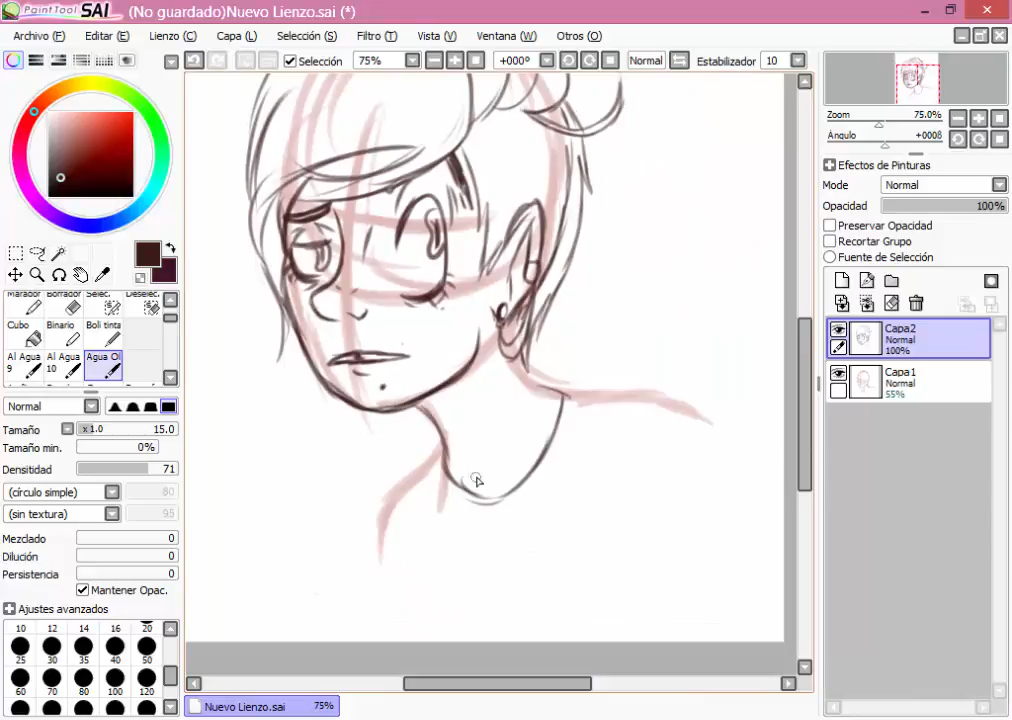 PaintTool SAI (No guardado)Nuevo Lienzo.sai (*)
Archivo (F) Editar (E) Lienzo (C) Capa (L) Selección (S) Filtro (T) Vista (V) Ventana (W) Otros (O)
Selección 75% +000º Normal Estabilizador 10
Zoom 75.0%
Ángulo +000º
Efectos de Pinturas
Mode Normal
Opacidad 100%
Preservar Opacidad
Recortar Grupo
Fuente de Selección
Marador Borrador Selec. Deselec.
Cubo Binario Boli tinta
Al Agua 9 Al Agua 10 Agua Ol
Capa2
Normal
100%
Capa1
Normal
55%
Normal
Tamaño x 1.0 15.0
Tamaño min. 0%
Densitidad 71
(círculo simple) 80
(sin textura) 95
Mezclado 0
Dilución 0
Persistencia 0
Mantener Opac.
Ajustes avanzados
10 12 14 16 20
25 30 35 40 50
60 70 80 100 120
Nuevo Lienzo.sai 75%